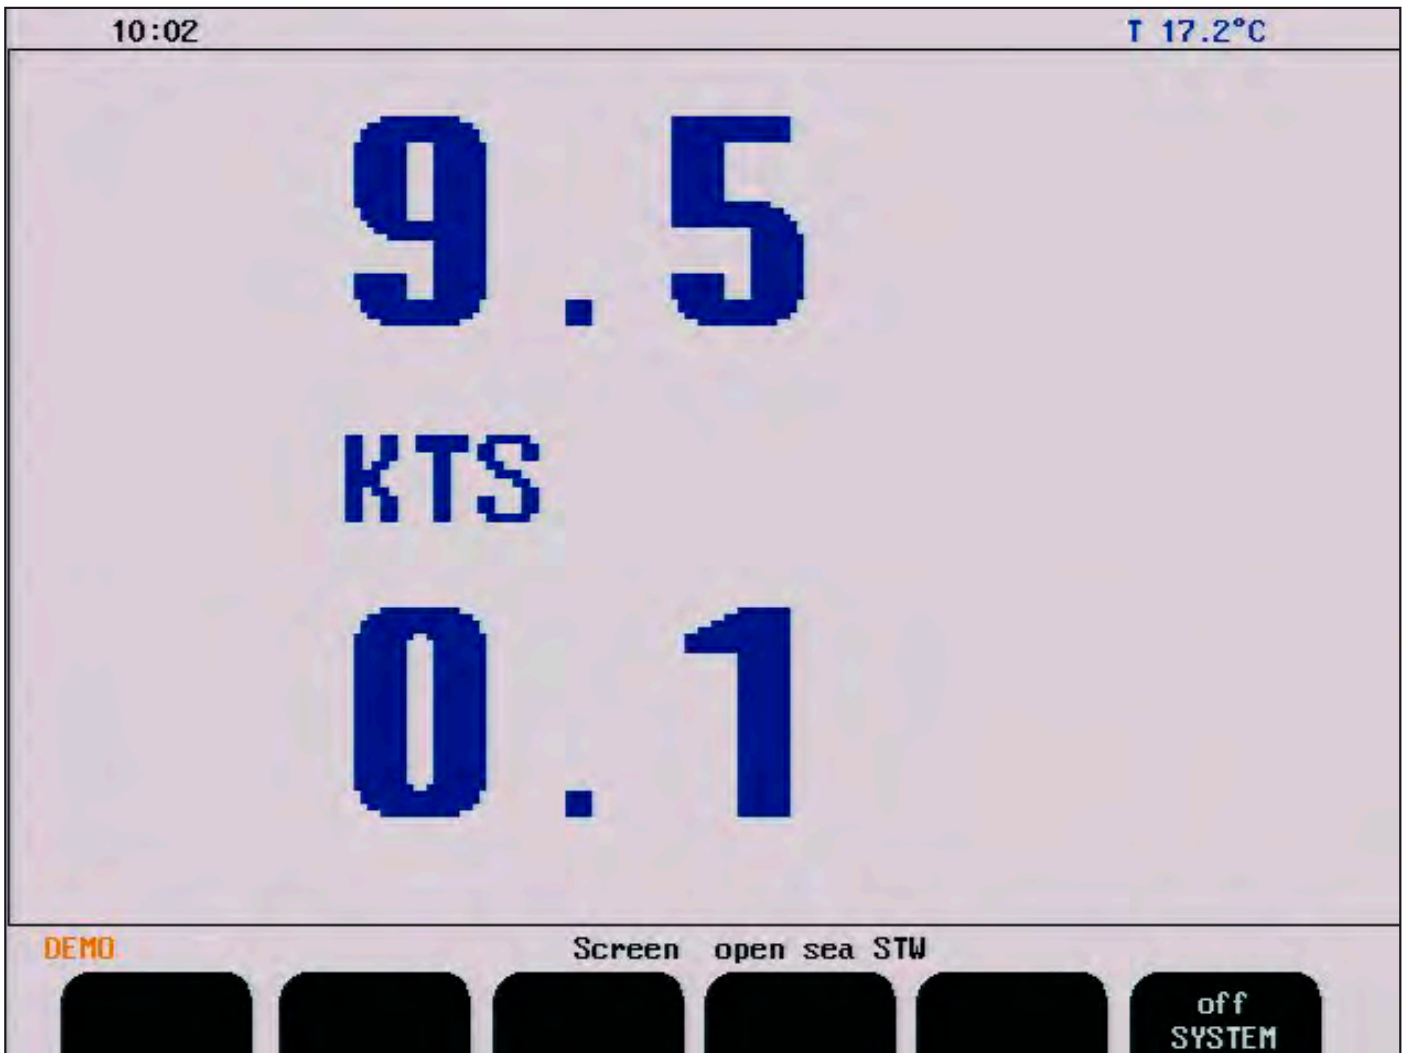 10:02 T 17.2°C
9.5
KTS
0.1
DEMO Screen open sea STW
off
SYSTEM